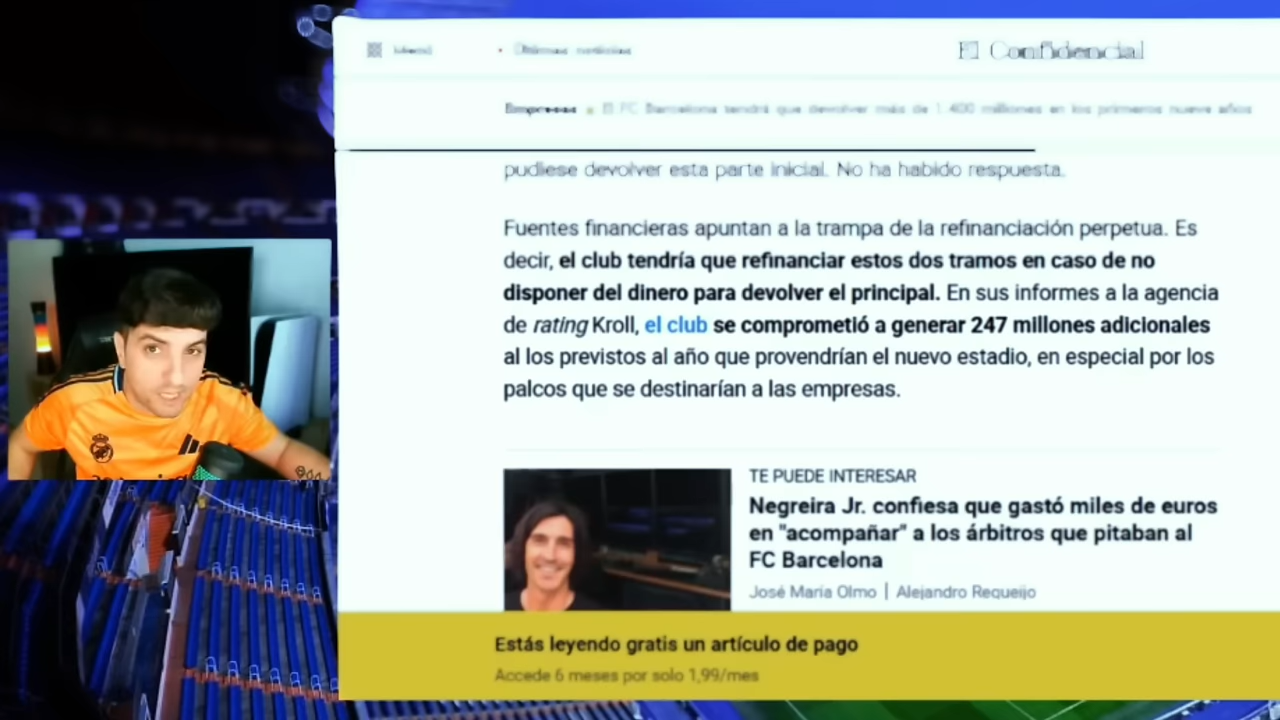 Menú
Últimas noticias
El Confidencial
Empresas
El FC Barcelona tendrá que devolver más de 1.400 millones en los primeros nueve años
pudiese devolver esta parte inicial. No ha habido respuesta.
Fuentes financieras apuntan a la trampa de la refinanciación perpetua. Es
decir, el club tendría que refinanciar estos dos tramos en caso de no
disponer del dinero para devolver el principal. En sus informes a la agencia
de rating Kroll, el club se comprometió a generar 247 millones adicionales
al los previstos al año que provendrían el nuevo estadio, en especial por los
palcos que se destinarían a las empresas.
TE PUEDE INTERESAR
Negreira Jr. confiesa que gastó miles de euros
en "acompañar" a los árbitros que pitaban al
FC Barcelona
José María Olmo | Alejandro Requeijo
Estás leyendo gratis un artículo de pago
Accede 6 meses por solo 1,99/mes